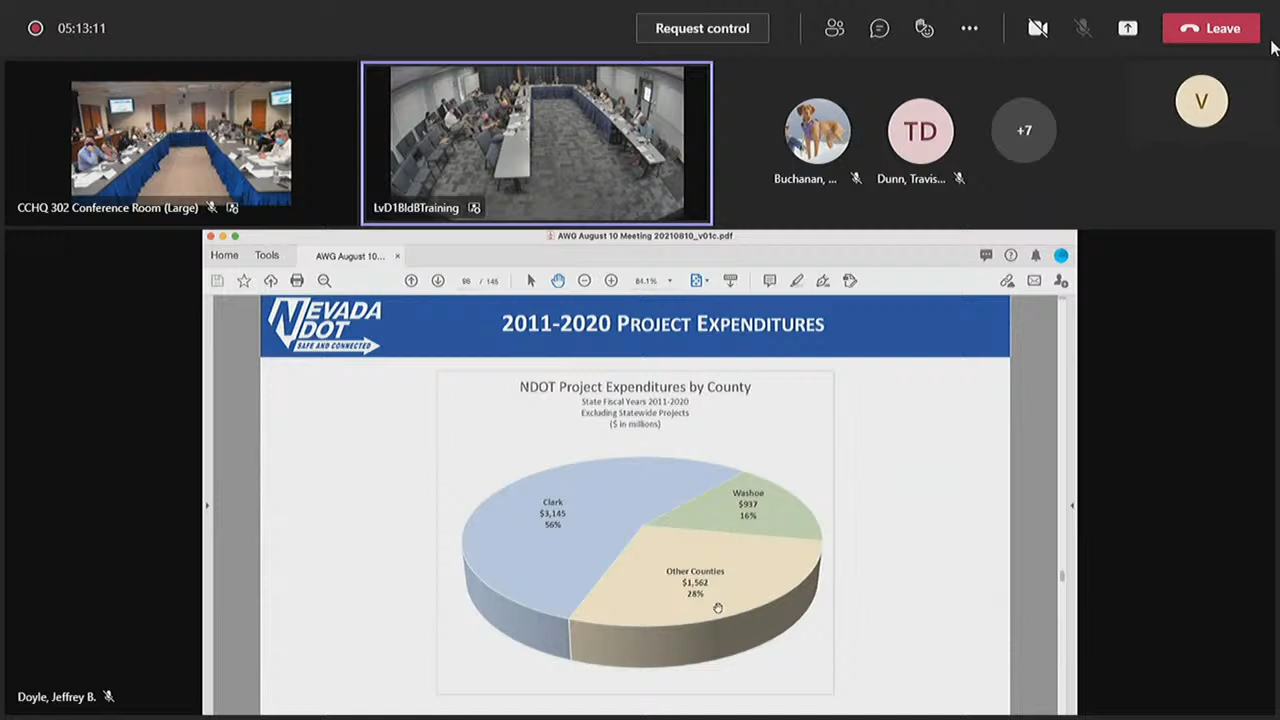 05:13:11
Request control
Leave
CCHQ 302 Conference Room (Large)
LvD1BldBTraining
Buchanan, ...
TD
Dunn, Travis...
+7
V
AWG August 10 Meeting 20210810_v01c.pdf
Home
Tools
AWG August 10...
×
96 / 145
84.1%
NEVADA
NDOT
SAFE AND CONNECTED
2011-2020 PROJECT EXPENDITURES
NDOT Project Expenditures by County
State Fiscal Years 2011-2020
Excluding Statewide Projects
($ in millions)
Clark
$3,145
56%
Washoe
$937
16%
Other Counties
$1,562
28%
Doyle, Jeffrey B.